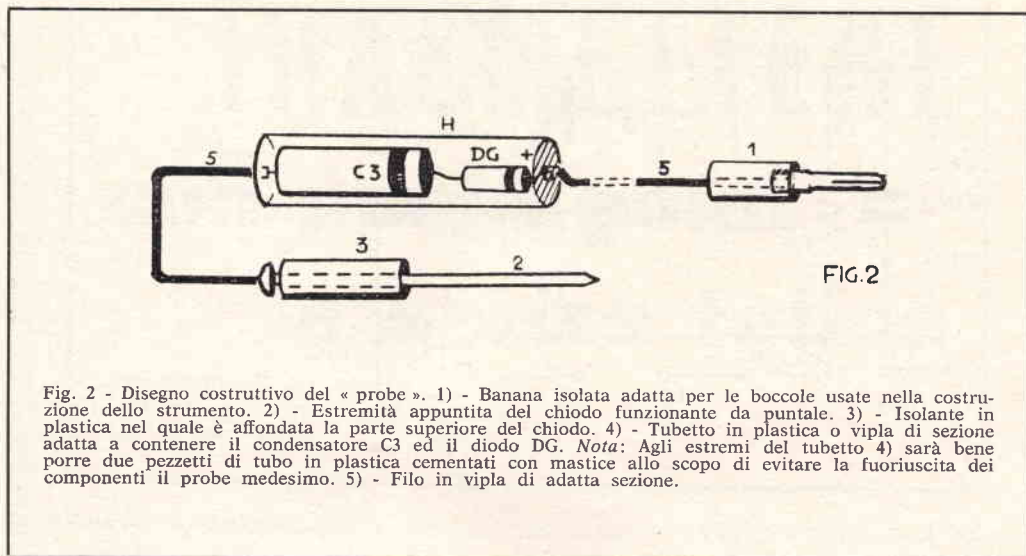 H
5
C3
DG
+
5
1
3
2
FIG.2
Fig. 2 - Disegno costruttivo del « probe ». 1) - Banana isolata adatta per le boccole usate nella costru-
zione dello strumento. 2) - Estremità appuntita del chiodo funzionante da puntale. 3) - Isolante in
plastica nel quale è affondata la parte superiore del chiodo. 4) - Tubetto in plastica o vipla di sezione
adatta a contenere il condensatore C3 ed il diodo DG. Nota: Agli estremi del tubetto 4) sarà bene
porre due pezzetti di tubo in plastica cementati con mastice allo scopo di evitare la fuoriuscita dei
componenti il probe medesimo. 5) - Filo in vipla di adatta sezione.